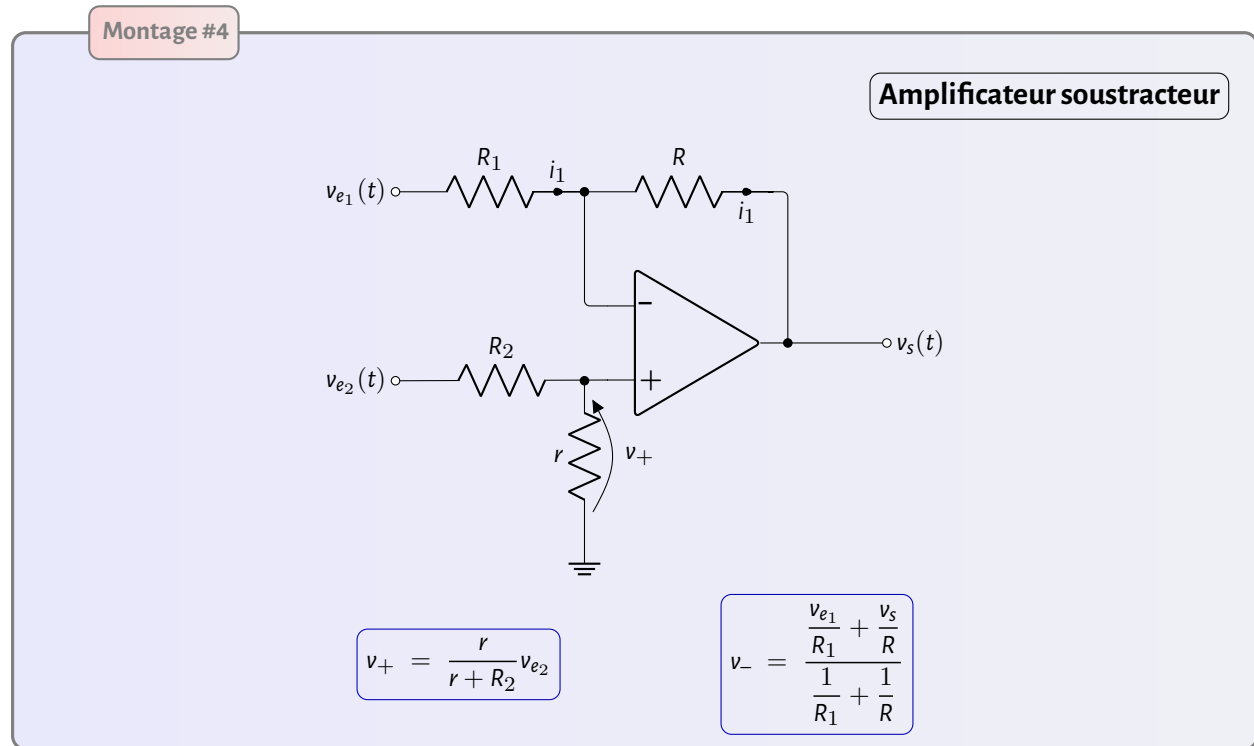 Montage #4
Amplificateur soustracteur
R₁ i₁ R
vₑ₁(t)
i₁
−
R₂ vₛ(t)
vₑ₂(t) +
r v₊
v₊ = r/(r + R₂) vₑ₂
v₋ = (vₑ₁/R₁ + vₛ/R)/(1/R₁ + 1/R)